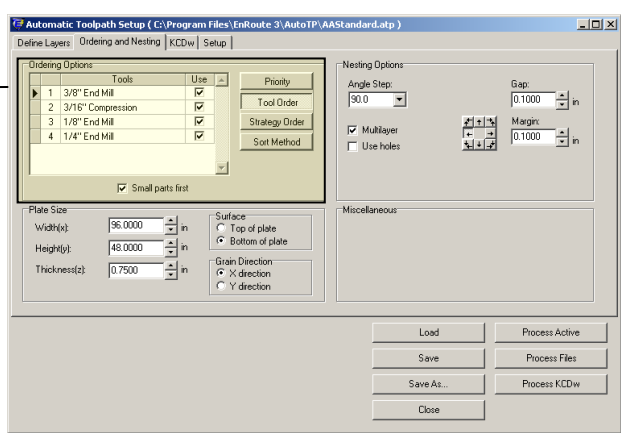 Automatic Toolpath Setup ( C:\Program Files\EnRoute 3\AutoTP\AAStandard.atp )
Define Layers Ordering and Nesting KCDw Setup
Ordering Options
Tools Use
1 3/8" End Mill
2 3/16" Compression
3 1/8" End Mill
4 1/4" End Mill
Priority
Tool Order
Strategy Order
Sort Method
Small parts first
Nesting Options
Angle Step:
90.0
Multilayer
Use holes
Gap:
0.1000 in
Margin:
0.1000 in
Plate Size
Width(x): 96.0000 in
Height(y): 48.0000 in
Thickness(z): 0.7500 in
Surface
Top of plate
Bottom of plate
Grain Direction
X direction
Y direction
Miscellaneous
Load Process Active
Save Process Files
Save As... Process KCDw
Close